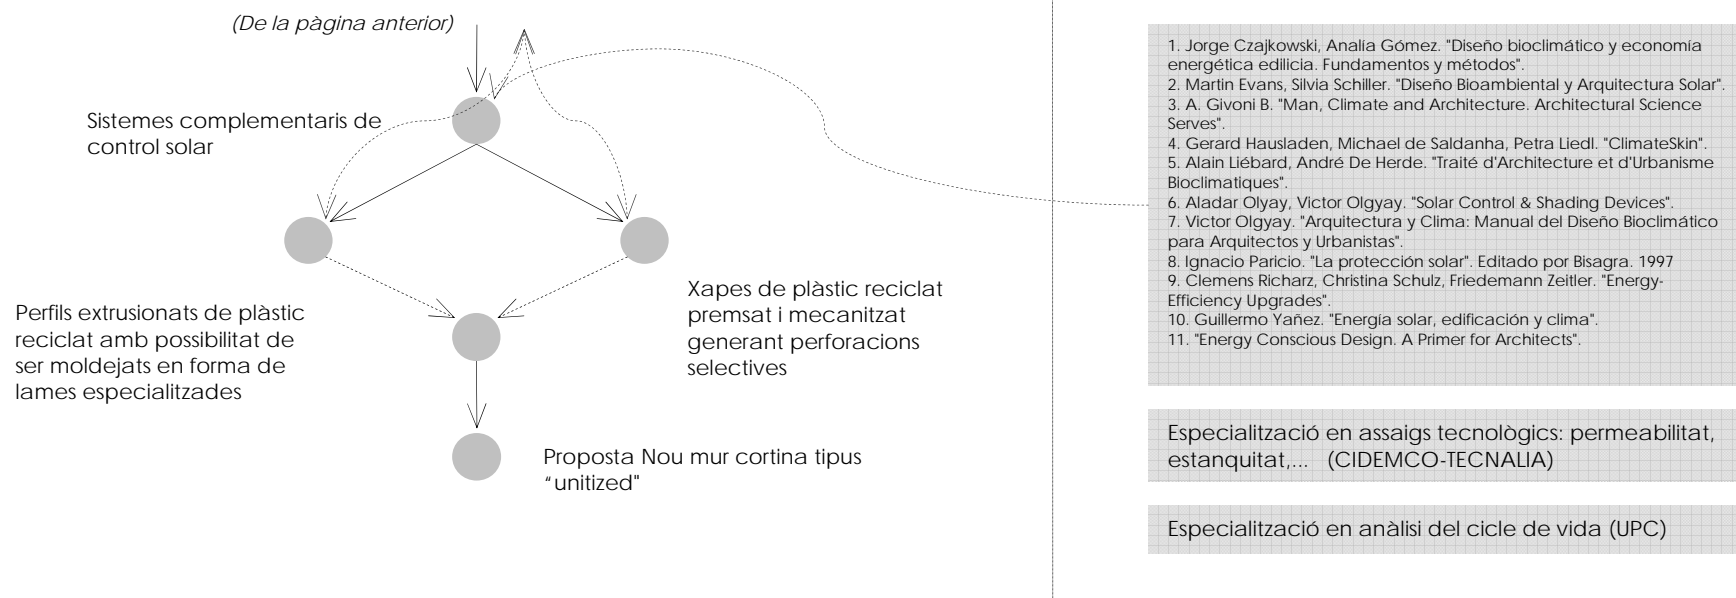 (De la pàgina anterior)
Sistemes complementaris de
control solar
Perfils extrusionats de plàstic
reciclat amb possibilitat de
ser moldejats en forma de
lames especialitzades
Xapes de plàstic reciclat
premsat i mecanitzat
generant perforacions
selectives
Proposta Nou mur cortina tipus
“unitized"
1. Jorge Czajkowski, Analía Gómez. "Diseño bioclimático y economía
energética edilicia. Fundamentos y métodos".
2. Martin Evans, Silvia Schiller. "Diseño Bioambiental y Arquitectura Solar".
3. A. Givoni B. "Man, Climate and Architecture. Architectural Science
Serves".
4. Gerard Hausladen, Michael de Saldanha, Petra Liedl. "ClimateSkin".
5. Alain Liébard, André De Herde. "Traité d'Architecture et d'Urbanisme
Bioclimatiques".
6. Aladar Olyay, Victor Olgyay. "Solar Control & Shading Devices".
7. Victor Olgyay. "Arquitectura y Clima: Manual del Diseño Bioclimático
para Arquitectos y Urbanistas".
8. Ignacio Paricio. "La protección solar". Editado por Bisagra. 1997
9. Clemens Richarz, Christina Schulz, Friedemann Zeitler. "Energy-
Efficiency Upgrades".
10. Guillermo Yañez. "Energía solar, edificación y clima".
11. "Energy Conscious Design. A Primer for Architects".
Especialització en assaigs tecnològics: permeabilitat,
estanquitat,... (CIDEMCO-TECNALIA)
Especialització en anàlisi del cicle de vida (UPC)